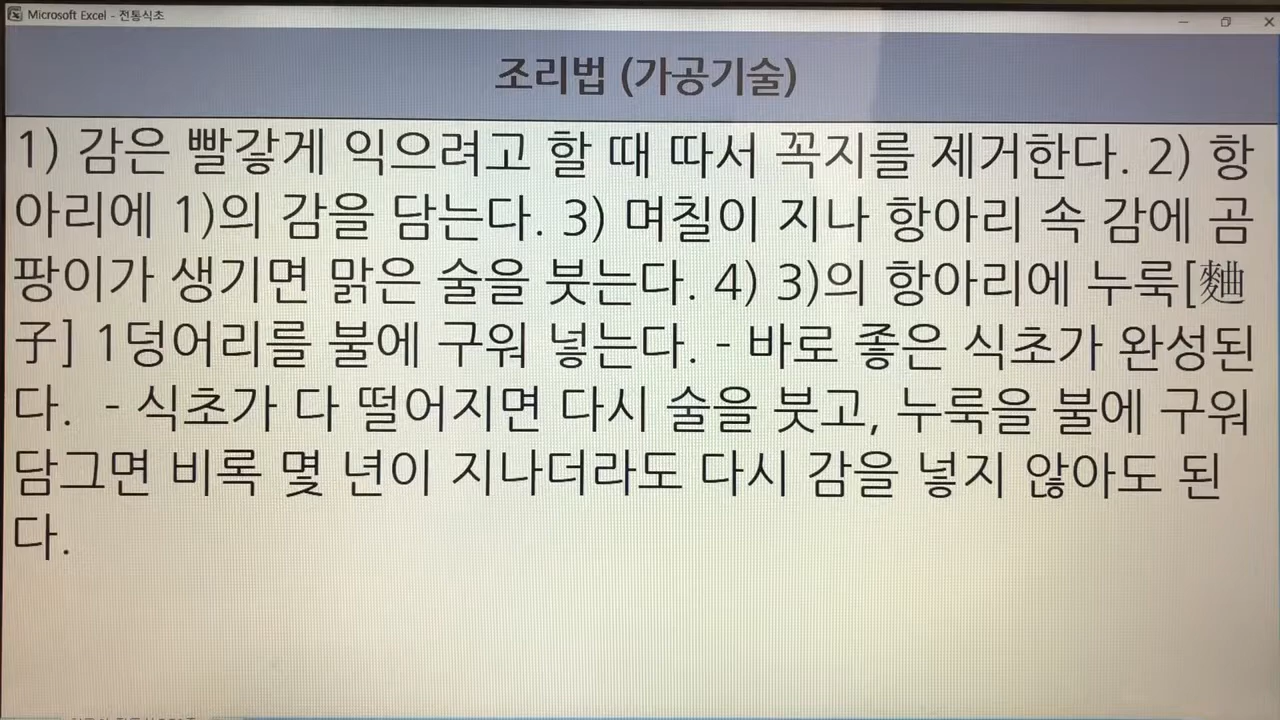 Microsoft Excel - 전통식초
조리법 (가공기술)
1) 감은 빨갛게 익으려고 할 때 따서 꼭지를 제거한다. 2) 항
아리에 1)의 감을 담는다. 3) 며칠이 지나 항아리 속 감에 곰
팡이가 생기면 맑은 술을 붓는다. 4) 3)의 항아리에 누룩[麯
子] 1덩어리를 불에 구워 넣는다. - 바로 좋은 식초가 완성된
다. - 식초가 다 떨어지면 다시 술을 붓고, 누룩을 불에 구워
담그면 비록 몇 년이 지나더라도 다시 감을 넣지 않아도 된
다.